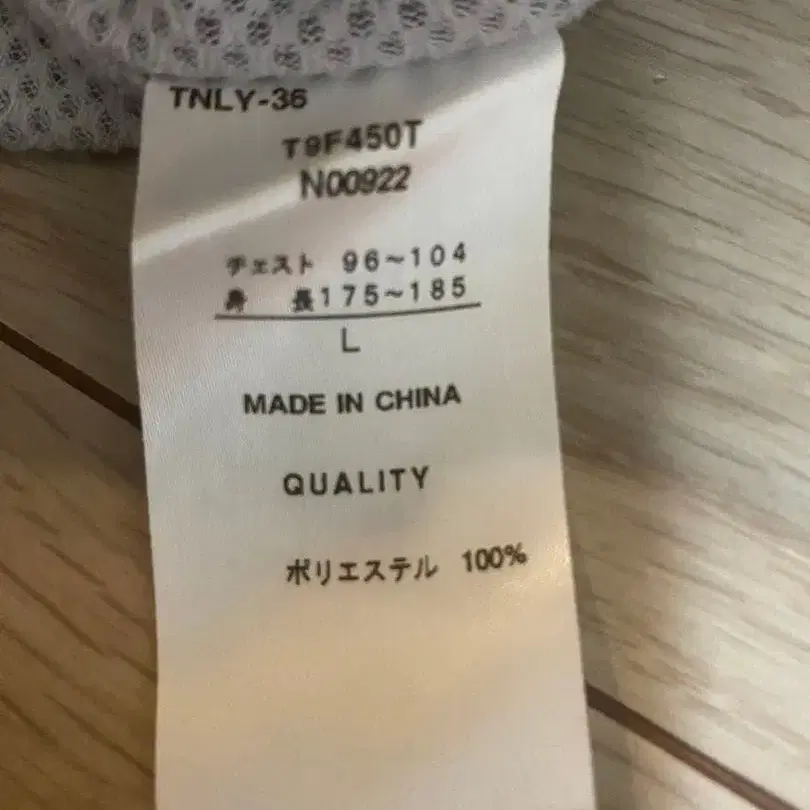 TNLY-36
T9F450T
N00922
チェスト 96~104
身 長175~185
L
MADE IN CHINA
QUALITY
ポリエステル 100%